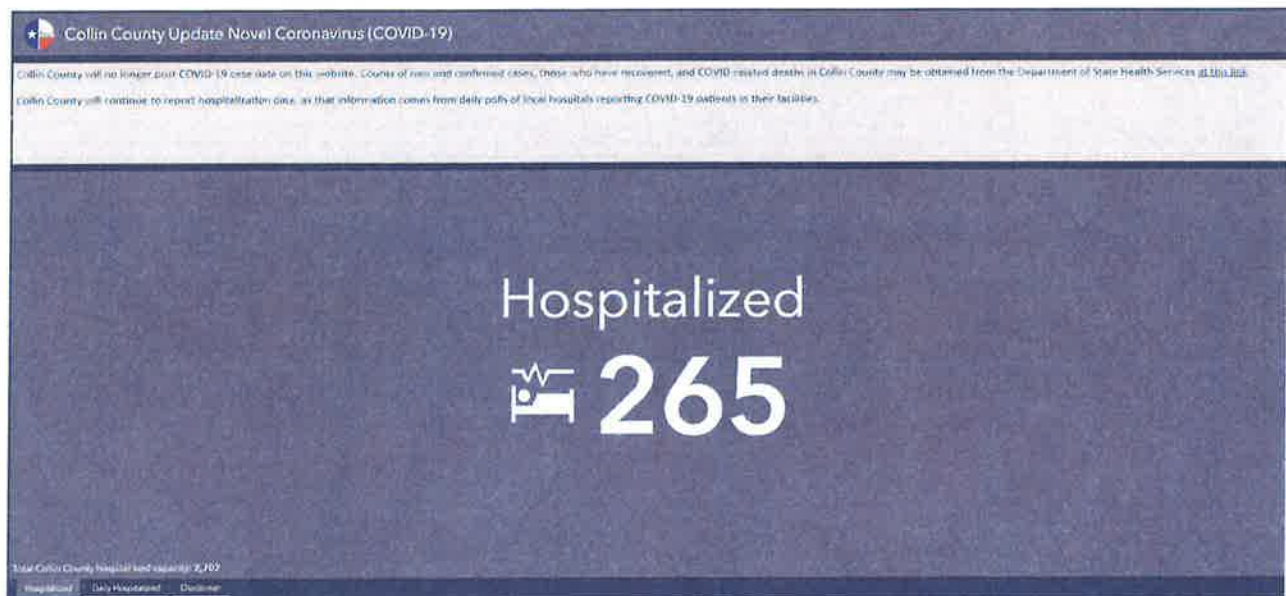 Collin County Update Novel Coronavirus (COVID-19)
Collin County will no longer post COVID-19 case data on this website. Counts of new and confirmed cases, those who have recovered, and COVID related deaths in Collin County may be obtained from the Department of State Health Services at this link.
Collin County will continue to report hospitalization data, as that information comes from daily polls of local hospitals reporting COVID-19 patients in their facilities.
Hospitalized
265
Total Collin County hospital bed capacity: 2,702
Hospitalized Daily Hospitalized Disclaimer